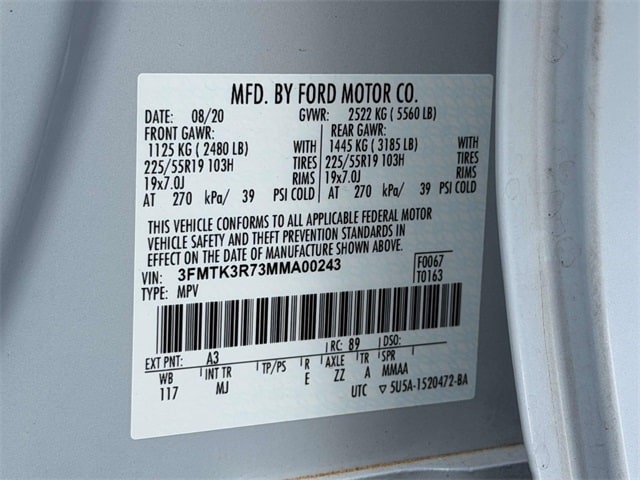 MFD. BY FORD MOTOR CO.
DATE: 08/20 GVWR: 2522 KG ( 5560 LB)
FRONT GAWR: REAR GAWR:
1125 KG ( 2480 LB) WITH 1445 KG ( 3185 LB) WITH
225/55R19 103H TIRES 225/55R19 103H TIRES
19x7.0J RIMS 19x7.0J RIMS
AT 270 kPa/ 39 PSI COLD AT 270 kPa/ 39 PSI COLD
THIS VEHICLE CONFORMS TO ALL APPLICABLE FEDERAL MOTOR
VEHICLE SAFETY AND THEFT PREVENTION STANDARDS IN
EFFECT ON THE DATE OF MANUFACTURE SHOWN ABOVE.
VIN: 3FMTK3R73MMA00243 F0067
TYPE: MPV T0163
EXT PNT: A3 RC: 89 DSO:
WB INT TR TP/PS R AXLE TR SPR
117 MJ E ZZ A MMAA
UTC ▽ 5U5A-1520472-BA